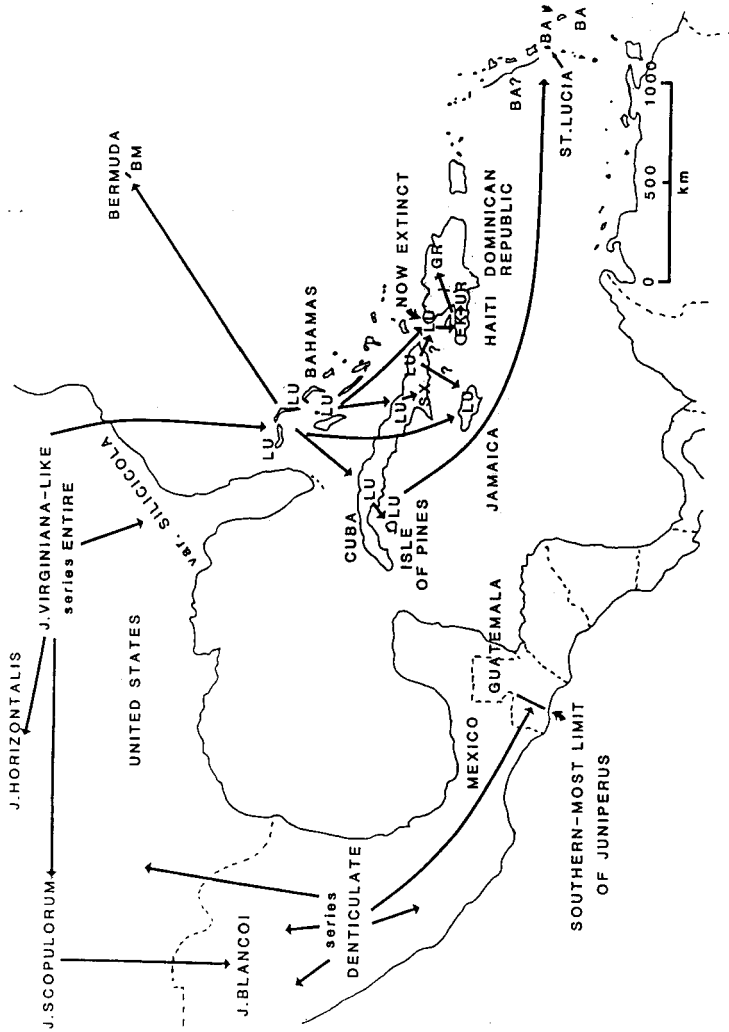 J.SCOPULORUM
J.HORIZONTALIS
J.VIRGINIANA-LIKE
series ENTIRE
var. SILICICOLA
UNITED STATES
BERMUDA
BM
J.BLANCOI
series
DENTICULATE
BAHAMAS
LU
LU
LU
NOW EXTINCT
CUBA
LU
LU
LU
LU
LU
SX
?
?
ISLE
OF PINES
LU
JAMAICA
EK+UR
GR
HAITI
DOMINICAN
REPUBLIC
BA?
BA
BA
ST.LUCIA
MEXICO
GUATEMALA
SOUTHERN-MOST LIMIT
OF JUNIPERUS
0
500
1000
km